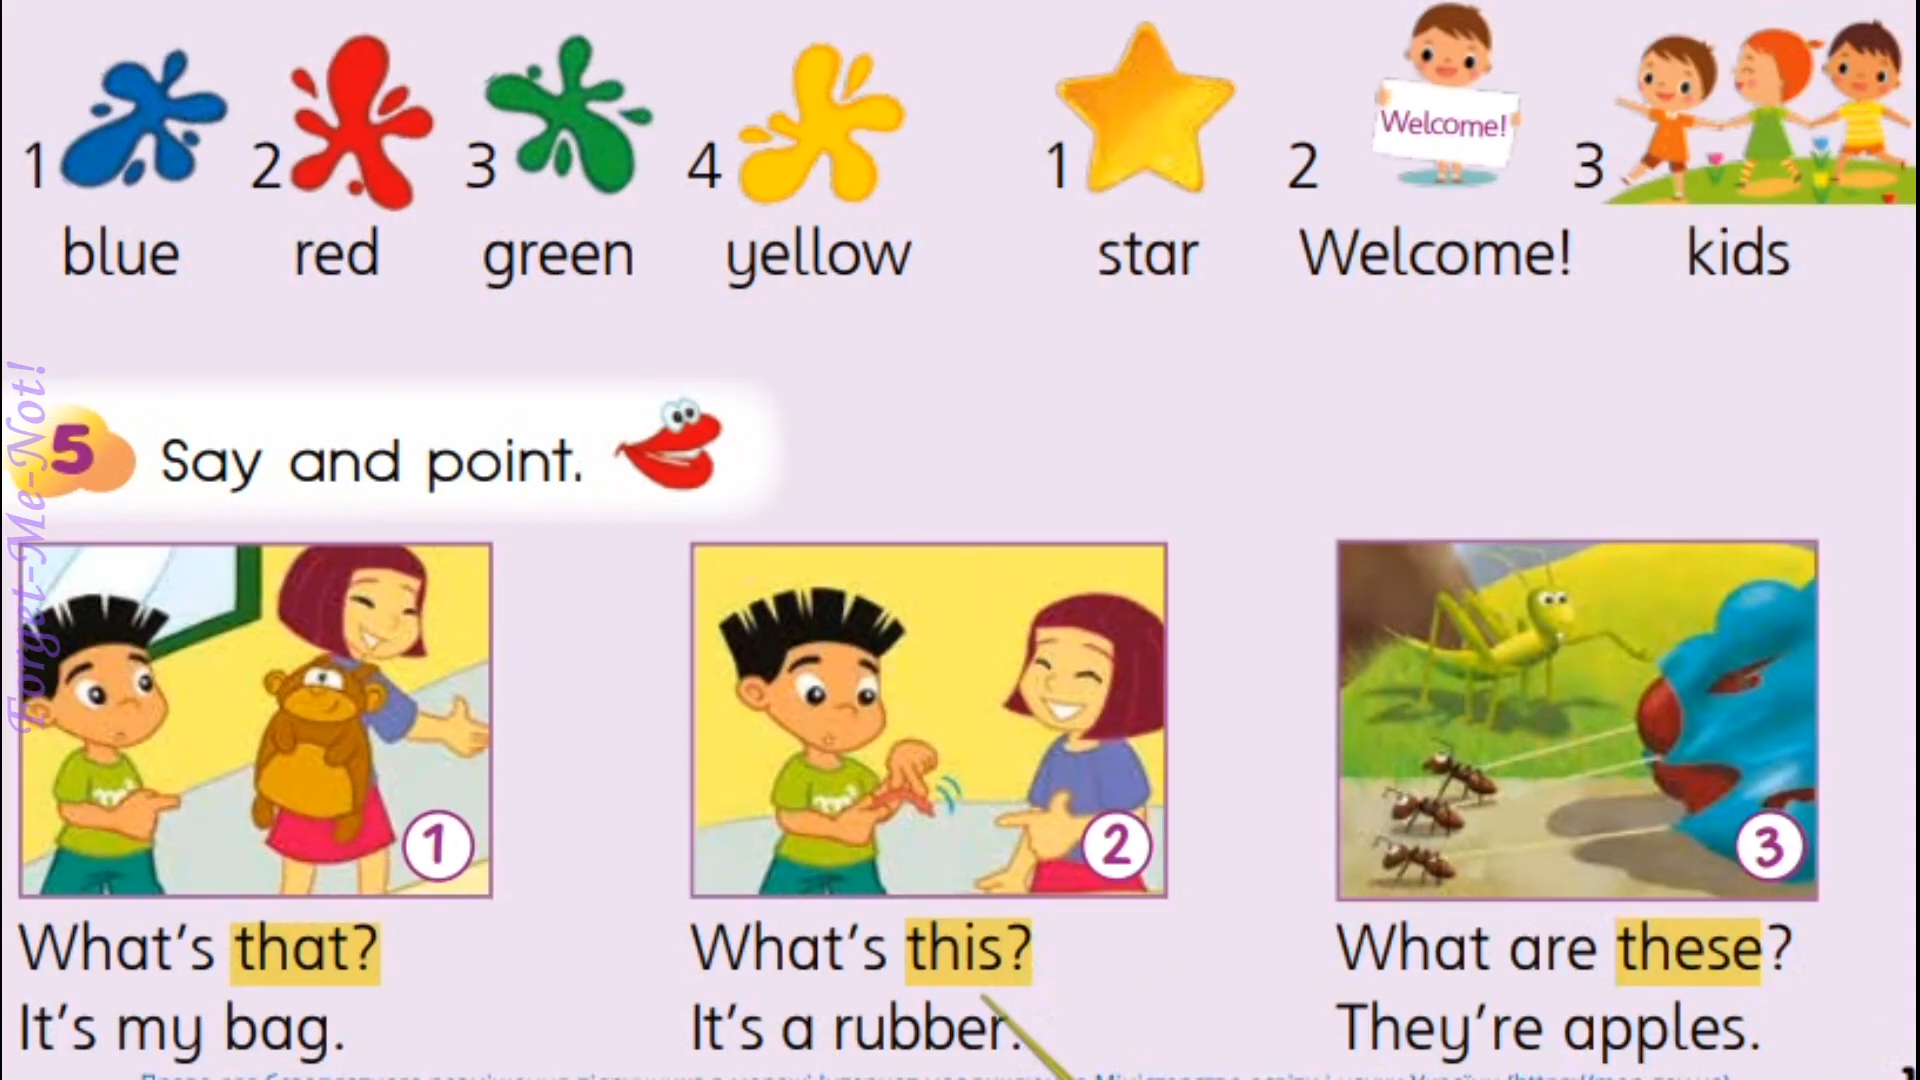 1 2 3 4 1 2 3
Welcome!
blue red green yellow star Welcome! kids
Forget-Me-Not!
5 Say and point.
1 2 3
What's that? What's this? What are these?
It's my bag. It's a rubber. They're apples.